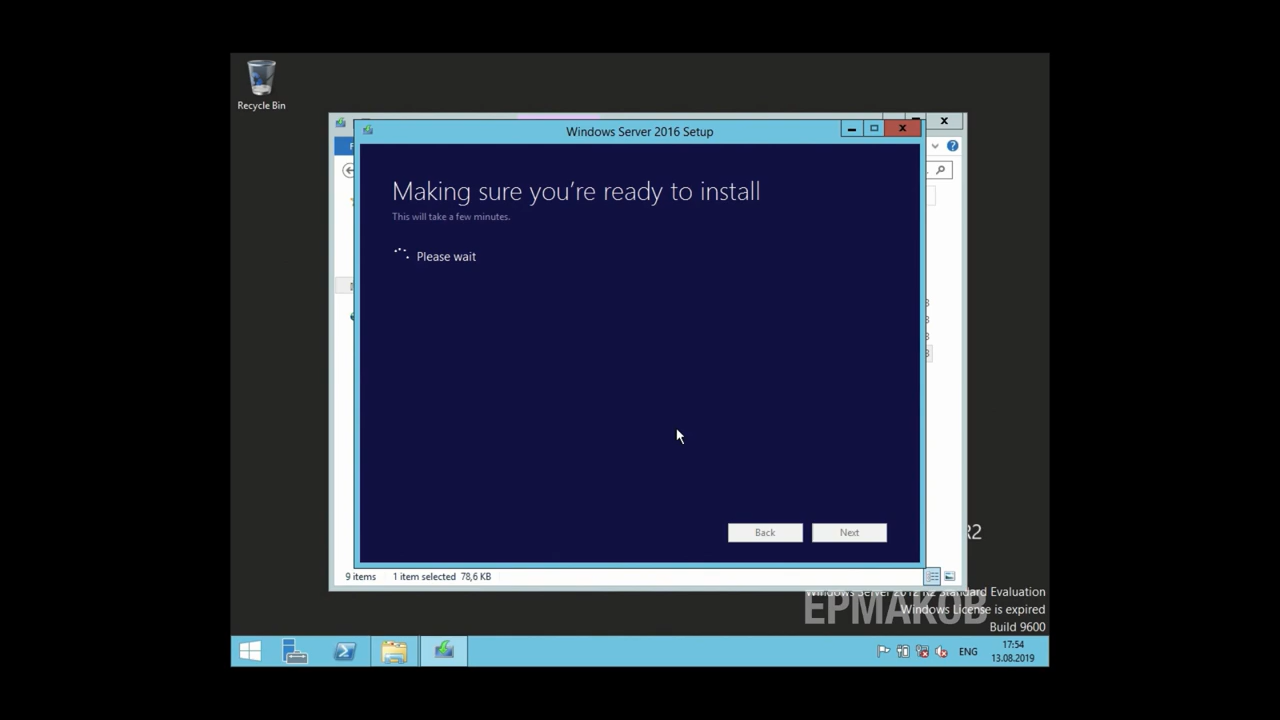 Recycle Bin
Windows Server 2016 Setup
Making sure you're ready to install
This will take a few minutes.
Please wait
Back
Next
R2
9 items
1 item selected 78,6 KB
Windows Server 2012 R2 Standard Evaluation
Windows License is expired
Build 9600
ЕРМАКОВ
ENG
17:54
13.08.2019